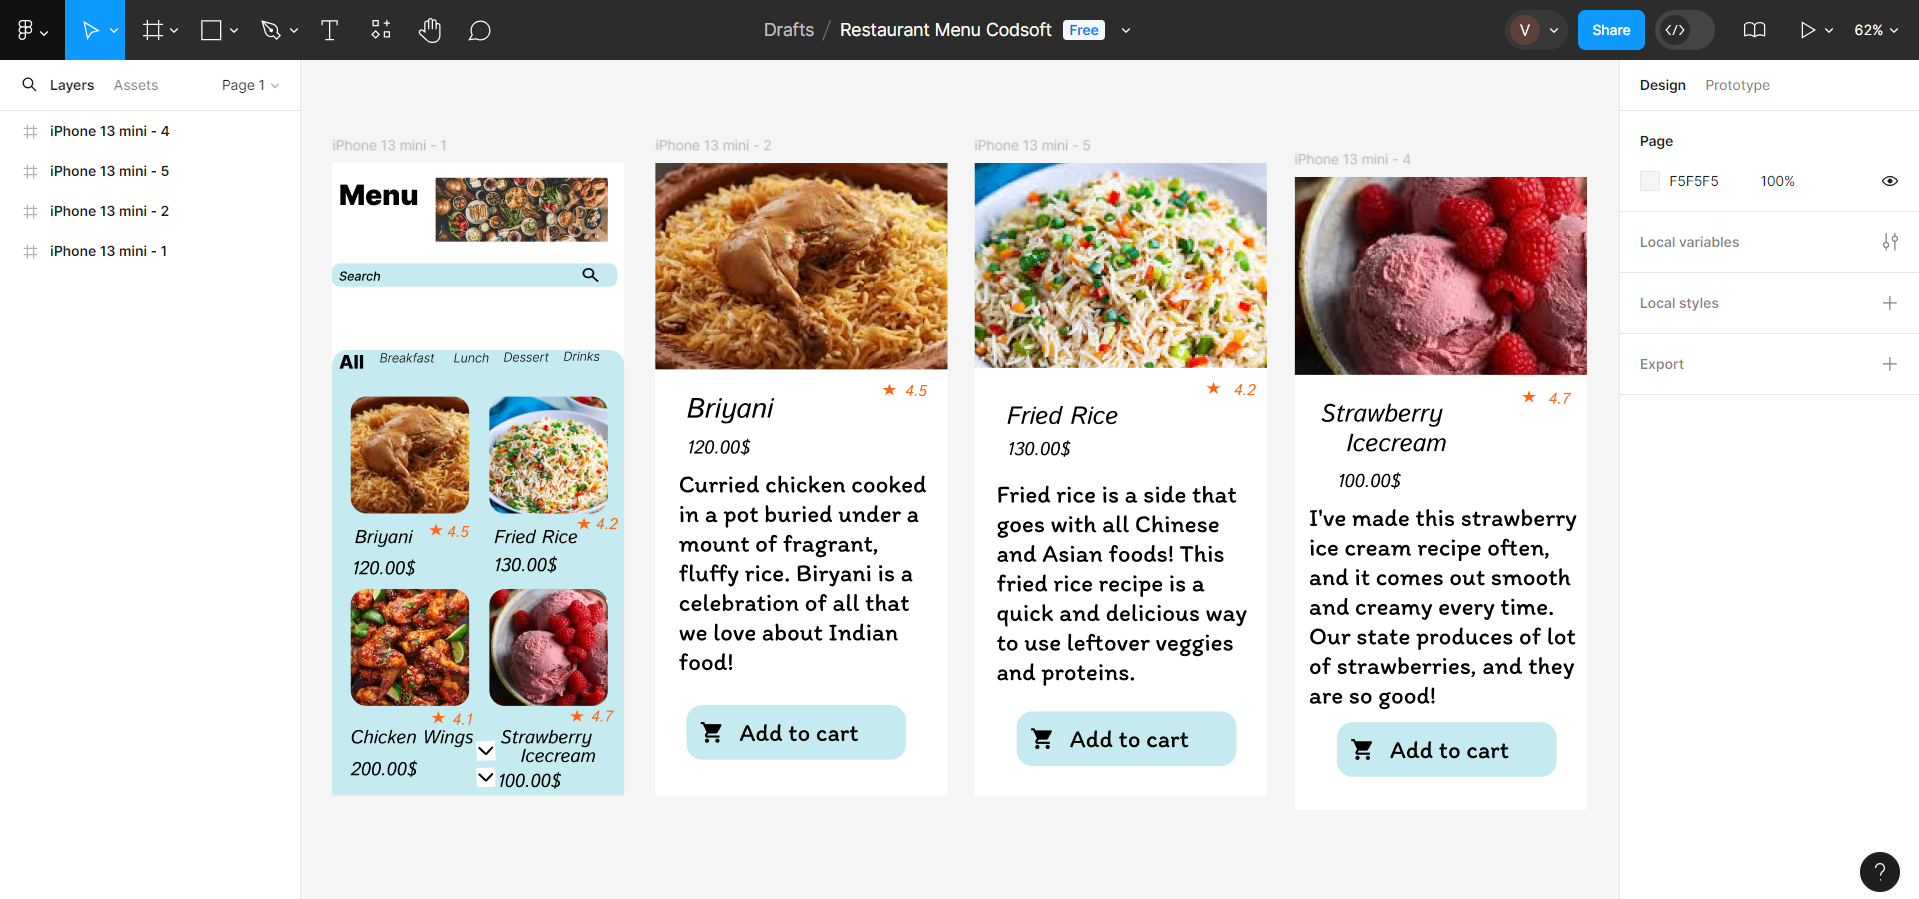 Drafts / Restaurant Menu Codsoft Free
V
Share
62%
Layers Assets Page 1
iPhone 13 mini - 4
iPhone 13 mini - 5
iPhone 13 mini - 2
iPhone 13 mini - 1
iPhone 13 mini - 1
Menu
Search
All Breakfast Lunch Dessert Drinks
Briyani ★ 4.5
120.00$
Fried Rice ★ 4.2
130.00$
Chicken Wings ★ 4.1
200.00$
Strawberry ★ 4.7
Icecream
100.00$
iPhone 13 mini - 2
★ 4.5
Briyani
120.00$
Curried chicken cooked
in a pot buried under a
mount of fragrant,
fluffy rice. Biryani is a
celebration of all that
we love about Indian
food!
Add to cart
iPhone 13 mini - 5
★ 4.2
Fried Rice
130.00$
Fried rice is a side that
goes with all Chinese
and Asian foods! This
fried rice recipe is a
quick and delicious way
to use leftover veggies
and proteins.
Add to cart
iPhone 13 mini - 4
★ 4.7
Strawberry
Icecream
100.00$
I've made this strawberry
ice cream recipe often,
and it comes out smooth
and creamy every time.
Our state produces of lot
of strawberries, and they
are so good!
Add to cart
Design Prototype
Page
F5F5F5 100%
Local variables
Local styles
Export
?